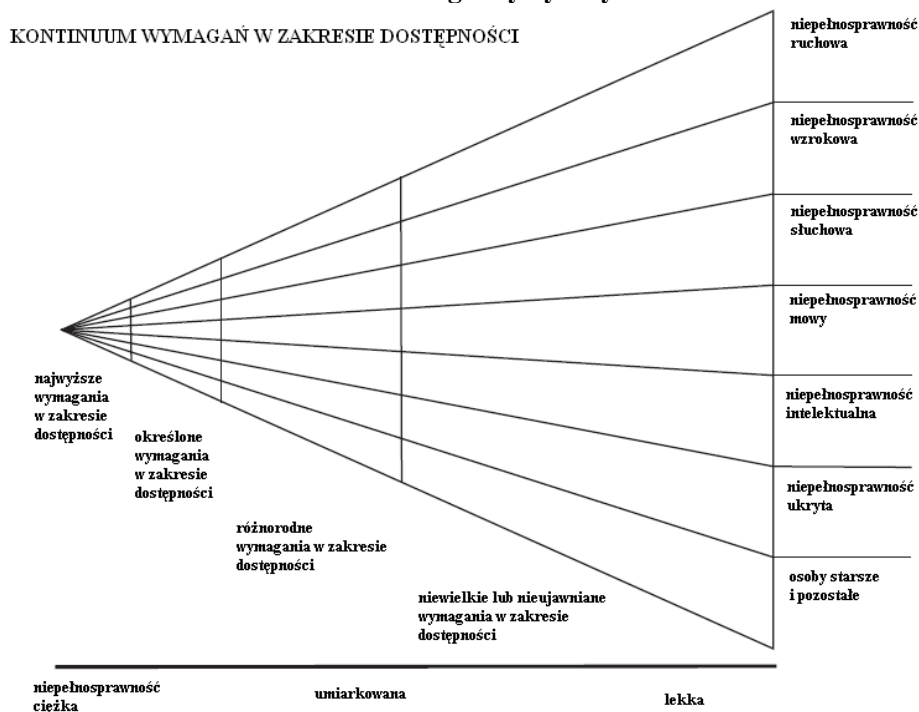 KONTINUUM WYMAGAŃ W ZAKRESIE DOSTĘPNOŚCI
niepełnosprawność
ruchowa
niepełnosprawność
wzrokowa
niepełnosprawność
słuchowa
niepełnosprawność
mowy
niepełnosprawność
intelektualna
niepełnosprawność
ukryta
osoby starsze
i pozostałe
najwyższe
wymagania
w zakresie
dostępności
określone
wymagania
w zakresie
dostępności
różnorodne
wymagania w zakresie
dostępności
niewielkie lub nieujawniane
wymagania w zakresie
dostępności
niepełnosprawność
ciężka
umiarkowana
lekka